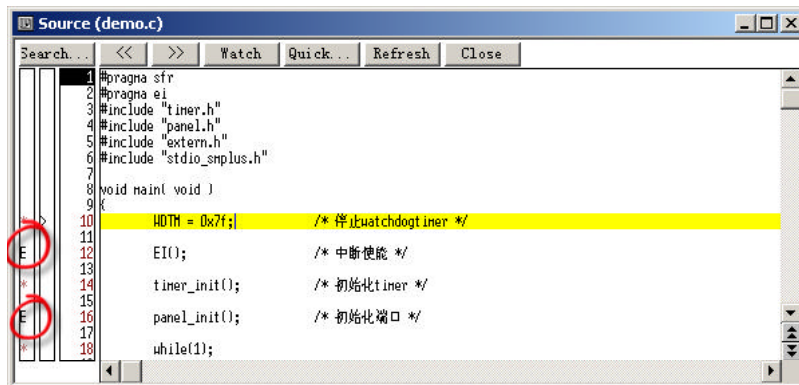 Source (demo.c)
Search... << >> Watch Quick... Refresh Close
1 #pragma sfr
2 #pragma ei
3 #include "timer.h"
4 #include "panel.h"
5 #include "extern.h"
6 #include "stdio_smplus.h"
7
8 void main( void )
9 {
* > 10 WDTM = 0x7f; /* 停止watchdogtimer */
11
E 12 EI(); /* 中断使能 */
13
* 14 timer_init(); /* 初始化timer */
15
E 16 panel_init(); /* 初始化端口 */
17
* 18 while(1);